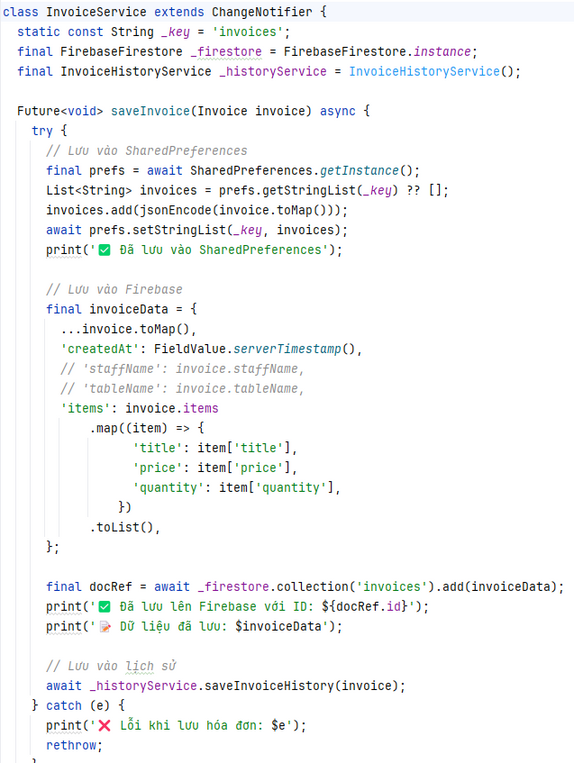 class InvoiceService extends ChangeNotifier {
  static const String _key = 'invoices';
  final FirebaseFirestore _firestore = FirebaseFirestore.instance;
  final InvoiceHistoryService _historyService = InvoiceHistoryService();

  Future<void> saveInvoice(Invoice invoice) async {
    try {
      // Lưu vào SharedPreferences
      final prefs = await SharedPreferences.getInstance();
      List<String> invoices = prefs.getStringList(_key) ?? [];
      invoices.add(jsonEncode(invoice.toMap()));
      await prefs.setStringList(_key, invoices);
      print('✅ Đã lưu vào SharedPreferences');

      // Lưu vào Firebase
      final invoiceData = {
        ...invoice.toMap(),
        'createdAt': FieldValue.serverTimestamp(),
        // 'staffName': invoice.staffName,
        // 'tableName': invoice.tableName,
        'items': invoice.items
            .map((item) => {
                  'title': item['title'],
                  'price': item['price'],
                  'quantity': item['quantity'],
                })
            .toList(),
      };

      final docRef = await _firestore.collection('invoices').add(invoiceData);
      print('✅ Đã lưu lên Firebase với ID: ${docRef.id}');
      print('📝 Dữ liệu đã lưu: $invoiceData');

      // Lưu vào lịch sử
      await _historyService.saveInvoiceHistory(invoice);
    } catch (e) {
      print('❌ Lỗi khi lưu hóa đơn: $e');
      rethrow;
    }